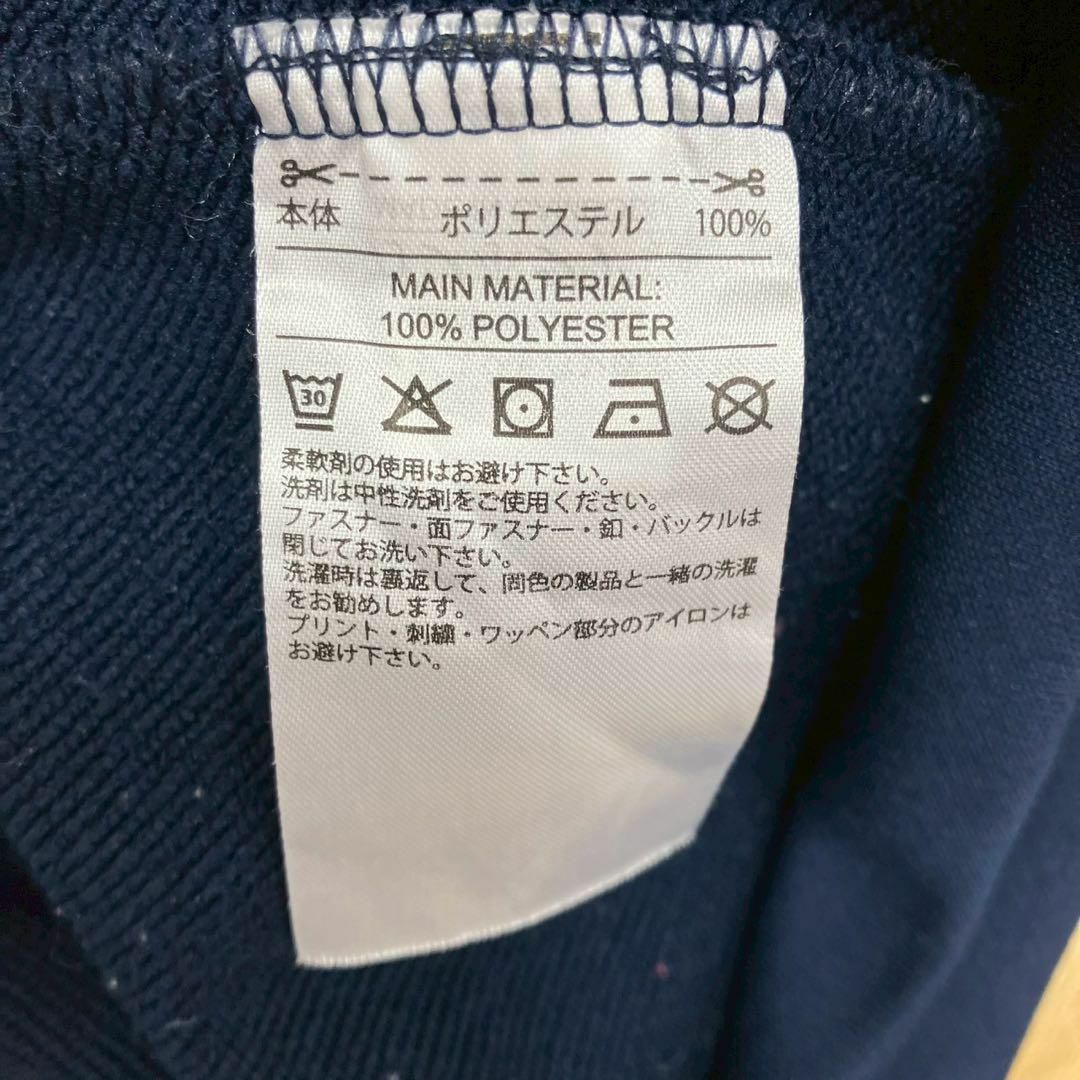 本体 ポリエステル 100%
MAIN MATERIAL:
100% POLYESTER
30
柔軟剤の使用はお避け下さい。
洗剤は中性洗剤をご使用ください。
ファスナー・面ファスナー・釦・バックルは
閉じてお洗い下さい。
洗濯時は裏返して、同色の製品と一緒の洗濯
をお勧めします。
プリント・刺繍・ワッペン部分のアイロンは
お避け下さい。